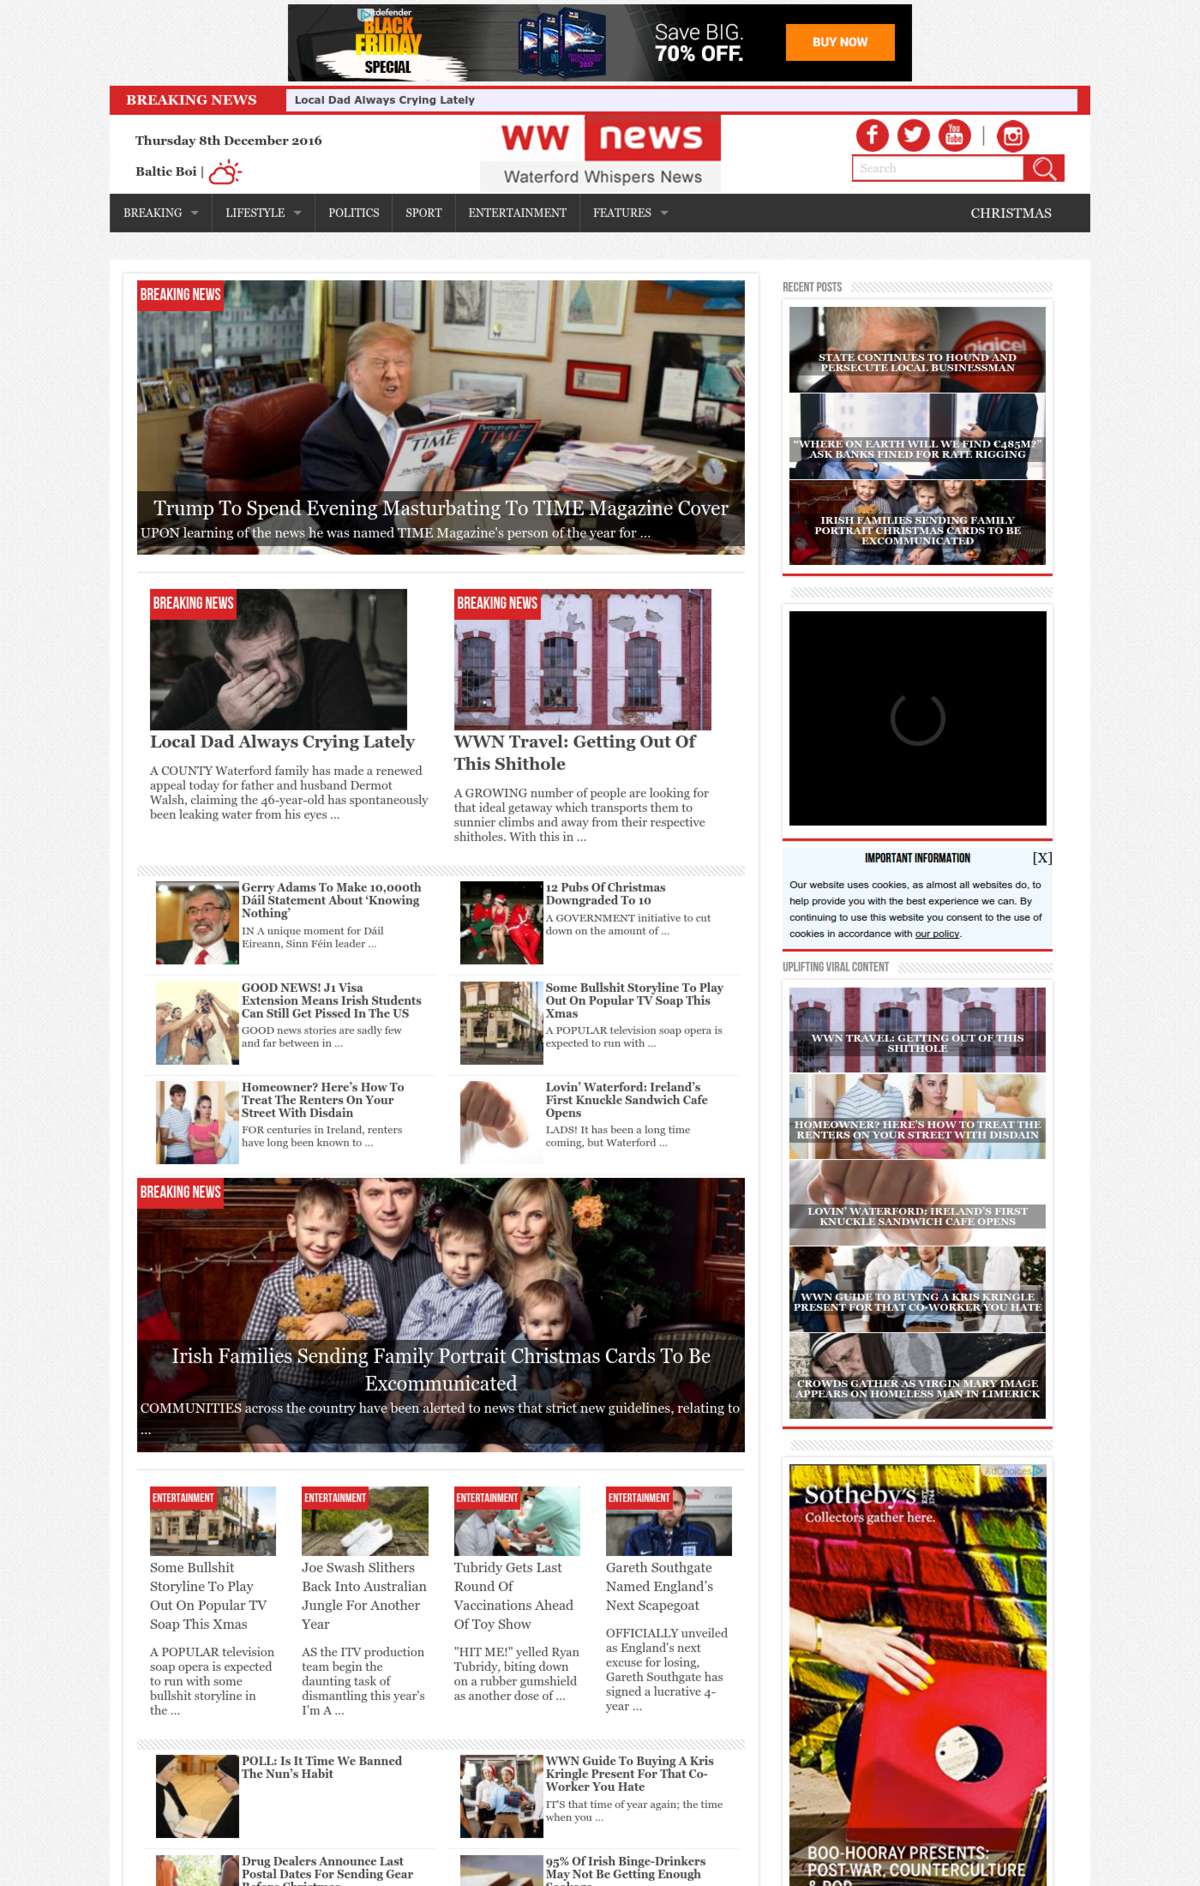 BLACK
FRIDAY
SPECIAL
Save BIG.
70% OFF.
BUY NOW
BREAKING NEWS
Local Dad Always Crying Lately
Thursday 8th December 2016
Baltic Boi |
WW news
Waterford Whispers News
You
Tube
|
Search
BREAKING
LIFESTYLE
POLITICS
SPORT
ENTERTAINMENT
FEATURES
CHRISTMAS
BREAKING NEWS
TIME
TIME
Trump To Spend Evening Masturbating To TIME Magazine Cover
UPON learning of the news he was named TIME Magazine's person of the year for ...
BREAKING NEWS
Local Dad Always Crying Lately
A COUNTY Waterford family has made a renewed
appeal today for father and husband Dermot
Walsh, claiming the 46-year-old has spontaneously
been leaking water from his eyes ...
BREAKING NEWS
WWN Travel: Getting Out Of
This Shithole
A GROWING number of people are looking for
that ideal getaway which transports them to
sunnier climbs and away from their respective
shitholes. With this in ...
Gerry Adams To Make 10,000th
Dáil Statement About ‘Knowing
Nothing’
IN A unique moment for Dáil
Eireann, Sinn Féin leader ...
12 Pubs Of Christmas
Downgraded To 10
A GOVERNMENT initiative to cut
down on the amount of ...
GOOD NEWS! J1 Visa
Extension Means Irish Students
Can Still Get Pissed In The US
GOOD news stories are sadly few
and far between in ...
Some Bullshit Storyline To Play
Out On Popular TV Soap This
Xmas
A POPULAR television soap opera is
expected to run with ...
Homeowner? Here’s How To
Treat The Renters On Your
Street With Disdain
FOR centuries in Ireland, renters
have long been known to ...
Lovin’ Waterford: Ireland’s
First Knuckle Sandwich Cafe
Opens
LADS! It has been a long time
coming, but Waterford ...
BREAKING NEWS
Irish Families Sending Family Portrait Christmas Cards To Be
Excommunicated
COMMUNITIES across the country have been alerted to news that strict new guidelines, relating to
...
ENTERTAINMENT
Some Bullshit
Storyline To Play
Out On Popular TV
Soap This Xmas
A POPULAR television
soap opera is expected
to run with some
bullshit storyline in
the ...
ENTERTAINMENT
Joe Swash Slithers
Back Into Australian
Jungle For Another
Year
AS the ITV production
team begin the
daunting task of
dismantling this year's
I'm A ...
ENTERTAINMENT
Tubridy Gets Last
Round Of
Vaccinations Ahead
Of Toy Show
"HIT ME!" yelled Ryan
Tubridy, biting down
on a rubber gumshield
as another dose of ...
ENTERTAINMENT
Gareth Southgate
Named England’s
Next Scapegoat
OFFICIALLY unveiled
as England's next
excuse for losing,
Gareth Southgate has
signed a lucrative 4-
year ...
POLL: Is It Time We Banned
The Nun’s Habit
WWN Guide To Buying A Kris
Kringle Present For That Co-
Worker You Hate
IT'S that time of year again; the time
when you ...
Drug Dealers Announce Last
Postal Dates For Sending Gear
95% Of Irish Binge-Drinkers
May Not Be Getting Enough
RECENT POSTS
digicel
STATE CONTINUES TO HOUND AND
PERSECUTE LOCAL BUSINESSMAN
“WHERE ON EARTH WILL WE FIND €485M?”
ASK BANKS FINED FOR RATE RIGGING
IRISH FAMILIES SENDING FAMILY
PORTRAIT CHRISTMAS CARDS TO BE
EXCOMMUNICATED
IMPORTANT INFORMATION
[X]
Our website uses cookies, as almost all websites do, to
help provide you with the best experience we can. By
continuing to use this website you consent to the use of
cookies in accordance with our policy.
UPLIFTING VIRAL CONTENT
WWN TRAVEL: GETTING OUT OF THIS
SHITHOLE
HOMEOWNER? HERE’S HOW TO TREAT THE
RENTERS ON YOUR STREET WITH DISDAIN
LOVIN’ WATERFORD: IRELAND’S FIRST
KNUCKLE SANDWICH CAFE OPENS
WWN GUIDE TO BUYING A KRIS KRINGLE
PRESENT FOR THAT CO-WORKER YOU HATE
CROWDS GATHER AS VIRGIN MARY IMAGE
APPEARS ON HOMELESS MAN IN LIMERICK
AdChoices
Sotheby's
Collectors gather here.
BOO-HOORAY PRESENTS:
POST-WAR, COUNTERCULTURE